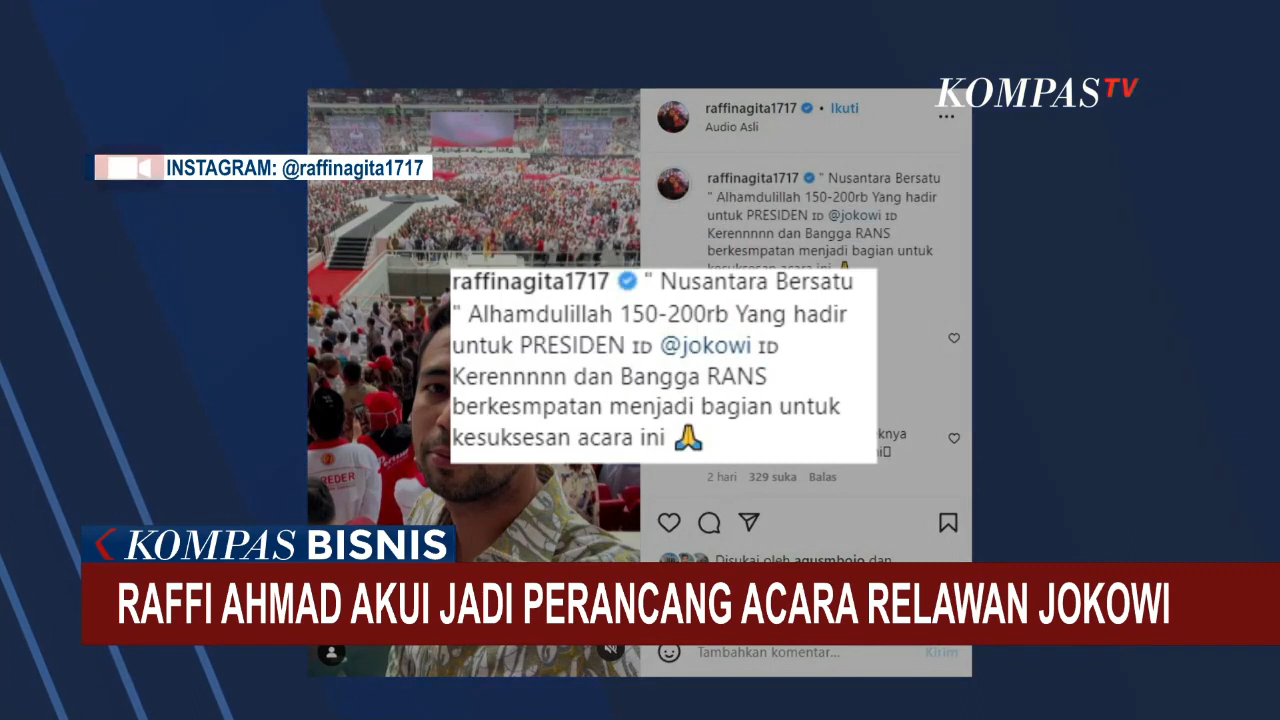 KOMPASTV
INSTAGRAM: @raffinagita1717
raffinagita1717 • Ikuti
Audio Asli
raffinagita1717 " Nusantara Bersatu
" Alhamdulillah 150-200rb Yang hadir
untuk PRESIDEN ɪᴅ @jokowi ɪᴅ
Kerennnnn dan Bangga RANS
berkesmpatan menjadi bagian untuk
kesuksesan acara ini 🙏
raffinagita1717 " Nusantara Bersatu
" Alhamdulillah 150-200rb Yang hadir
untuk PRESIDEN ɪᴅ @jokowi ɪᴅ
Kerennnnn dan Bangga RANS
berkesmpatan menjadi bagian untuk
kesuksesan acara ini 🙏
2 hari 329 suka Balas
Disukai oleh agusmbojo dan
KOMPAS BISNIS
RAFFI AHMAD AKUI JADI PERANCANG ACARA RELAWAN JOKOWI
Tambahkan komentar... Kirim